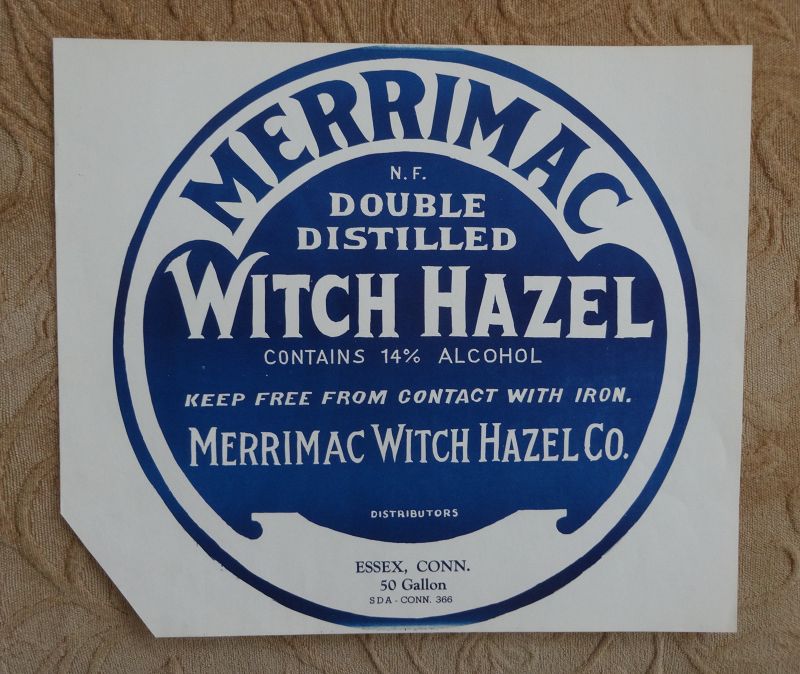 MERRIMAC
N.F.
DOUBLE
DISTILLED
WITCH HAZEL
CONTAINS 14% ALCOHOL
KEEP FREE FROM CONTACT WITH IRON.
MERRIMAC WITCH HAZEL CO.
DISTRIBUTORS
ESSEX, CONN.
50 Gallon
SDA - CONN. 366